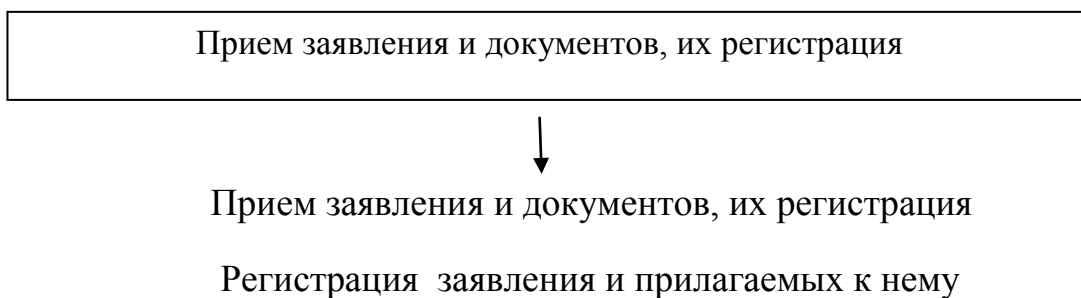 Прием заявления и документов, их регистрация
Прием заявления и документов, их регистрация
Регистрация  заявления и прилагаемых к нему